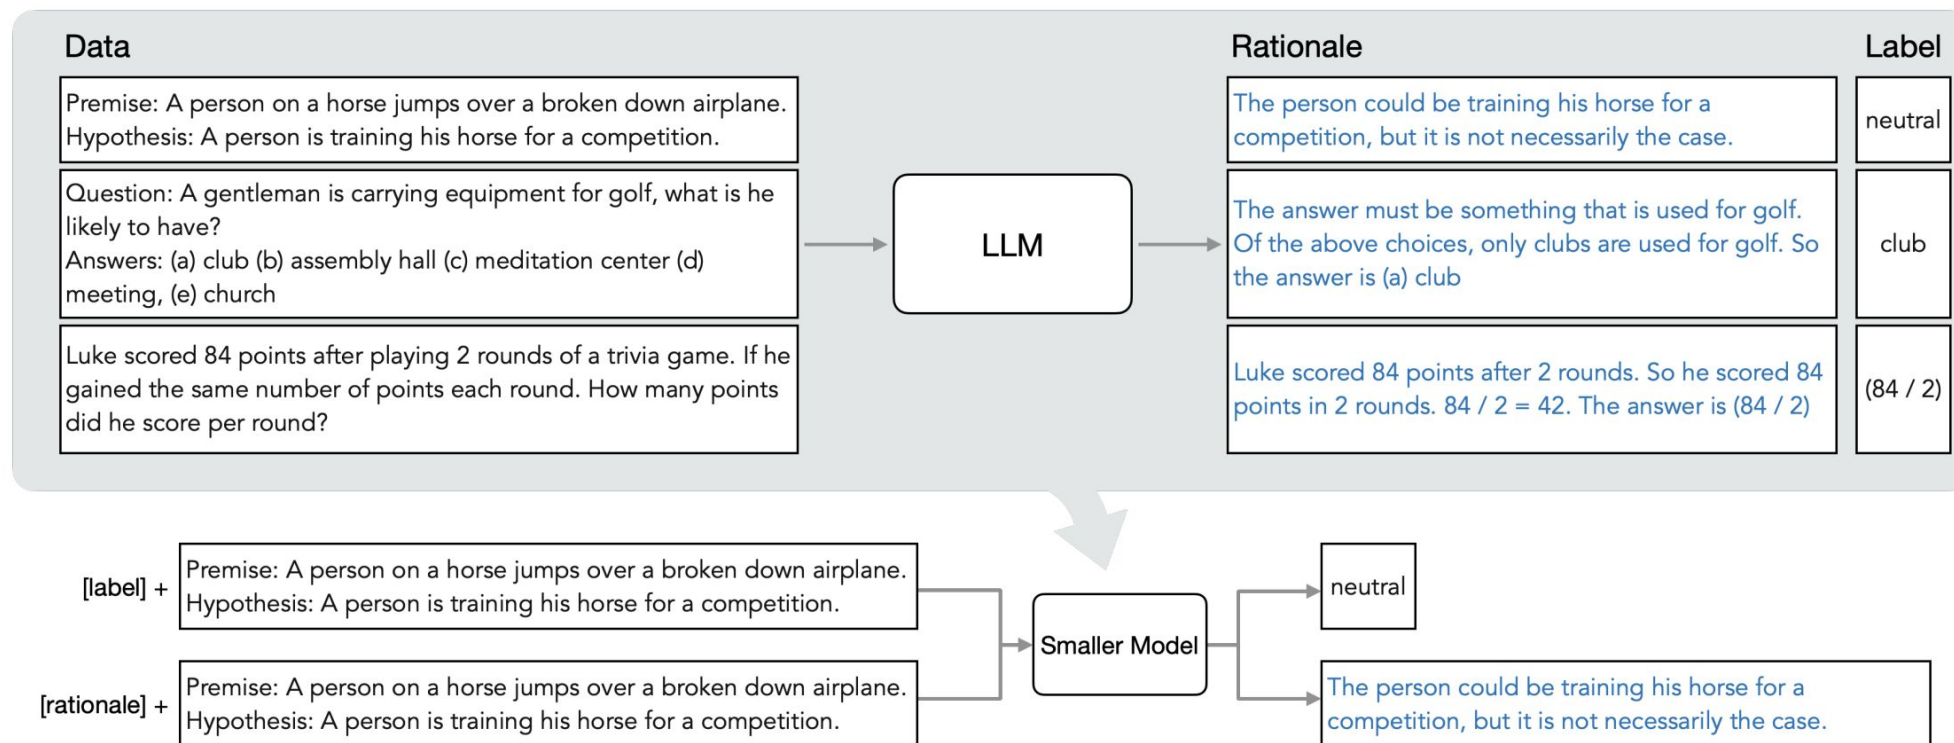 Data
Premise: A person on a horse jumps over a broken down airplane.
Hypothesis: A person is training his horse for a competition.
Question: A gentleman is carrying equipment for golf, what is he
likely to have?
Answers: (a) club (b) assembly hall (c) meditation center (d)
meeting, (e) church
Luke scored 84 points after playing 2 rounds of a trivia game. If he
gained the same number of points each round. How many points
did he score per round?
LLM
Rationale
The person could be training his horse for a
competition, but it is not necessarily the case.
The answer must be something that is used for golf.
Of the above choices, only clubs are used for golf. So
the answer is (a) club
Luke scored 84 points after 2 rounds. So he scored 84
points in 2 rounds. 84 / 2 = 42. The answer is (84 / 2)
Label
neutral
club
(84 / 2)
[label] +
Premise: A person on a horse jumps over a broken down airplane.
Hypothesis: A person is training his horse for a competition.
[rationale] +
Premise: A person on a horse jumps over a broken down airplane.
Hypothesis: A person is training his horse for a competition.
Smaller Model
neutral
The person could be training his horse for a
competition, but it is not necessarily the case.